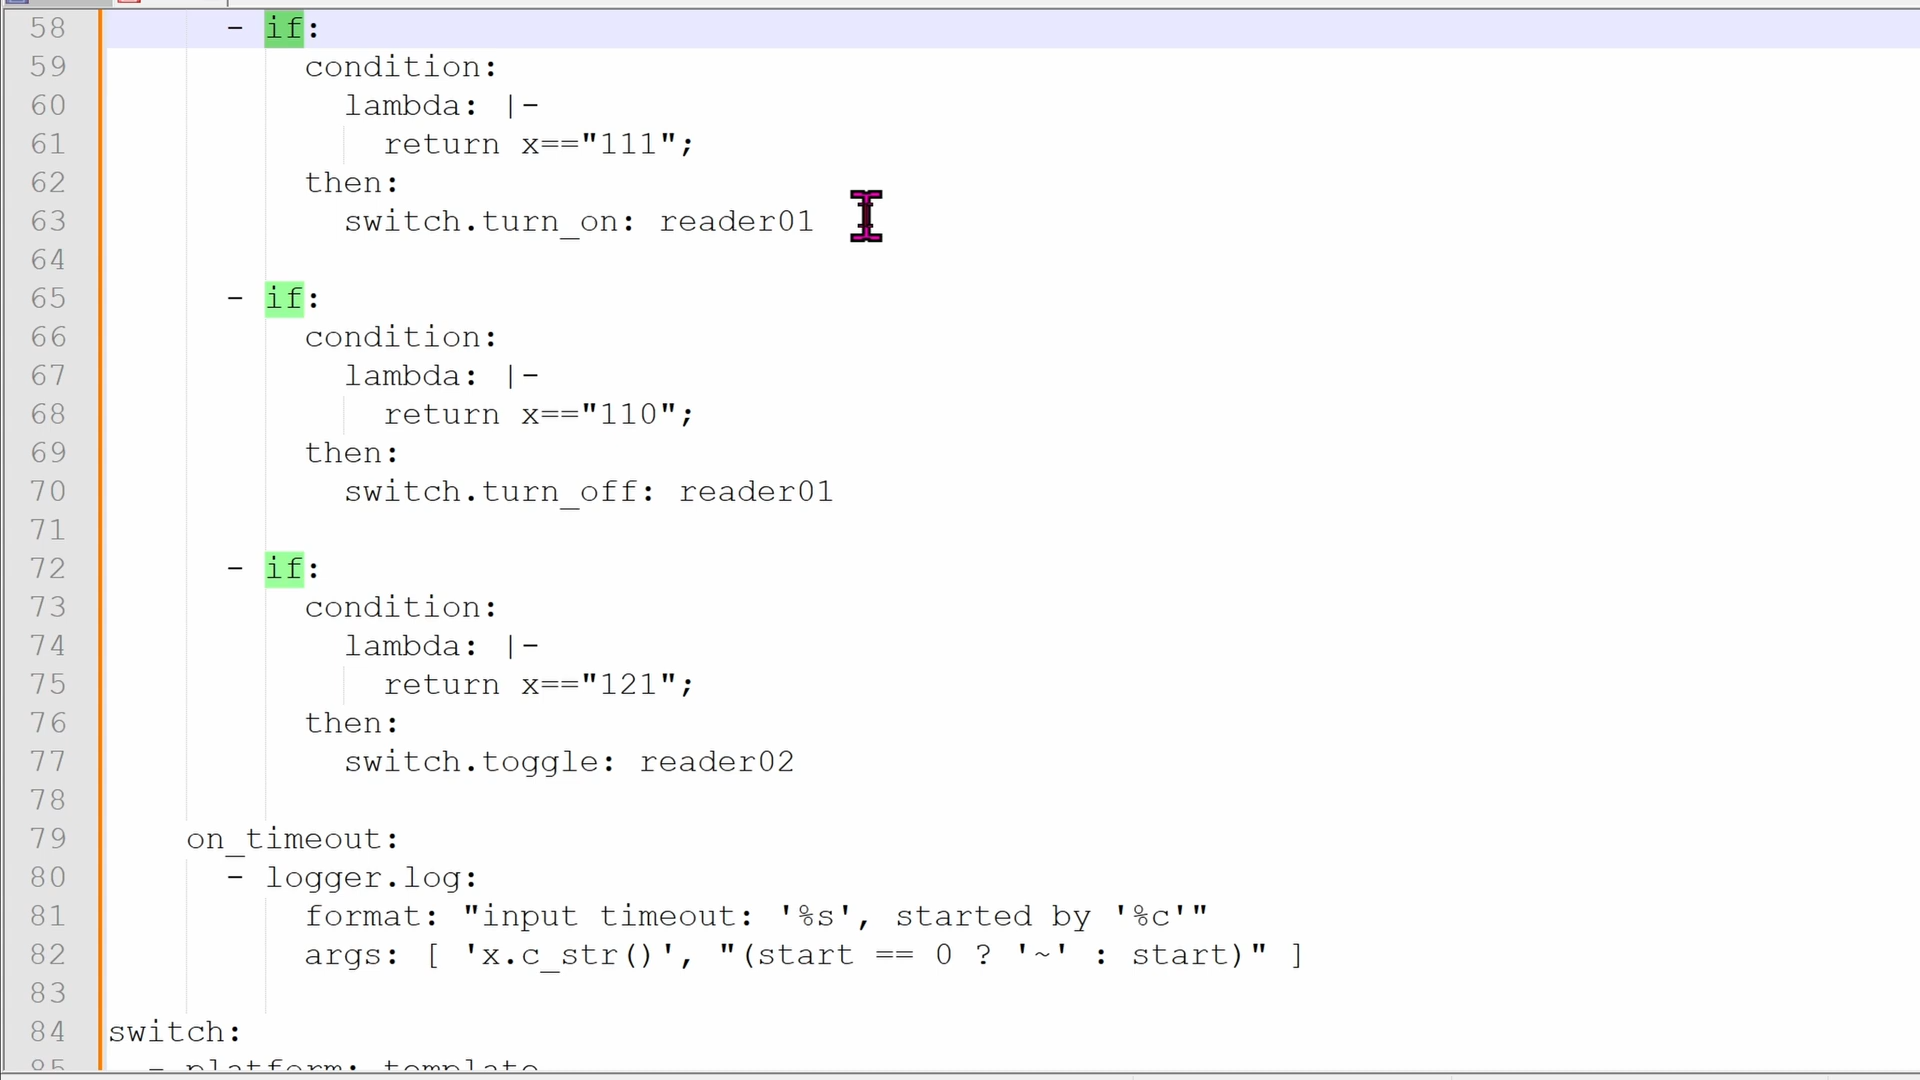 58 - if:
59 condition:
60 lambda: |-
61 return x=="111";
62 then:
63 switch.turn_on: reader01
64
65 - if:
66 condition:
67 lambda: |-
68 return x=="110";
69 then:
70 switch.turn_off: reader01
71
72 - if:
73 condition:
74 lambda: |-
75 return x=="121";
76 then:
77 switch.toggle: reader02
78
79 on_timeout:
80 - logger.log:
81 format: "input timeout: '%s', started by '%c'"
82 args: [ 'x.c_str()', "(start == 0 ? '~' : start)" ]
83
84 switch:
85 - platform: template